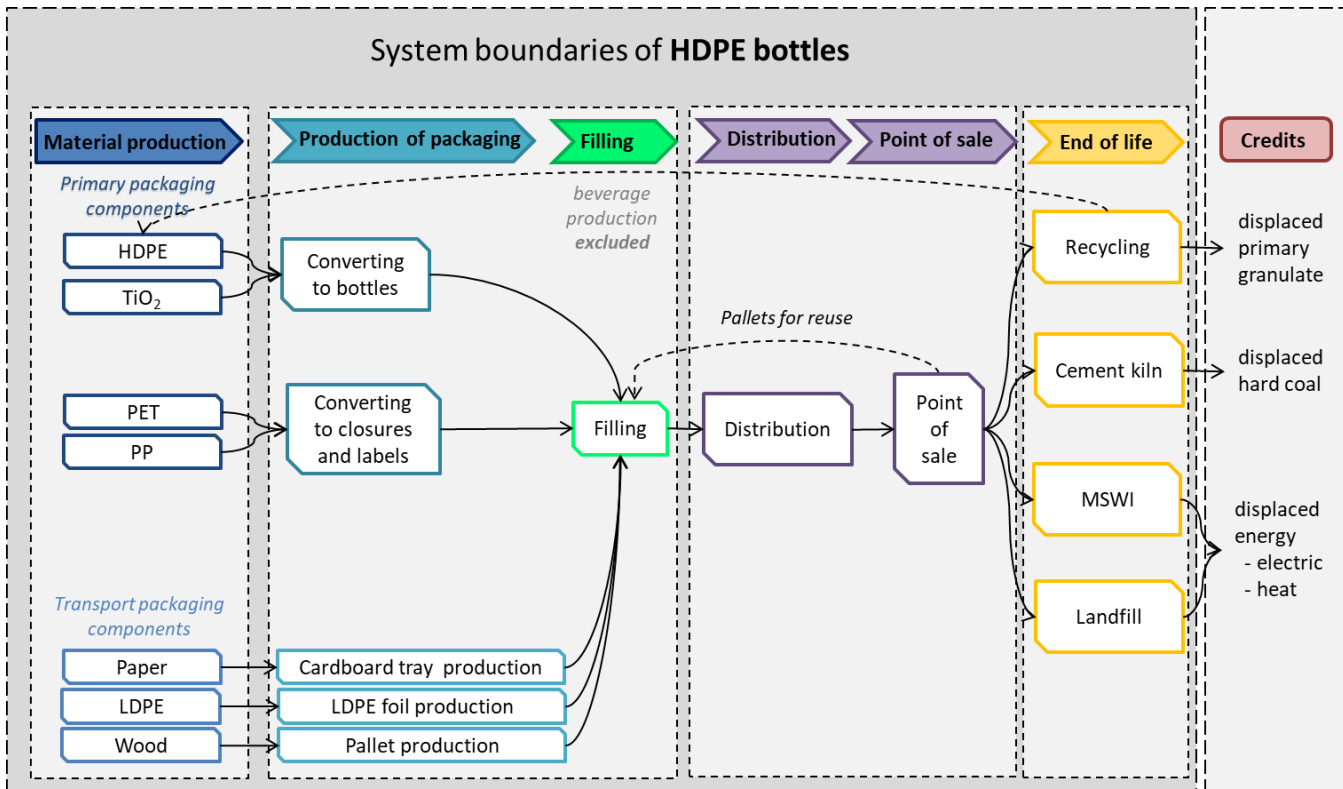 System boundaries of HDPE bottles
Material production
Production of packaging
Filling
Distribution
Point of sale
End of life
Credits
Primary packaging
components
beverage
production
excluded
HDPE
TiO₂
Converting
to bottles
Recycling
displaced
primary
granulate
Pallets for reuse
Cement kiln
displaced
hard coal
PET
PP
Converting
to closures
and labels
Filling
Distribution
Point
of
sale
MSWI
displaced
energy
- electric
- heat
Landfill
Transport packaging
components
Paper
Cardboard tray production
LDPE
LDPE foil production
Wood
Pallet production